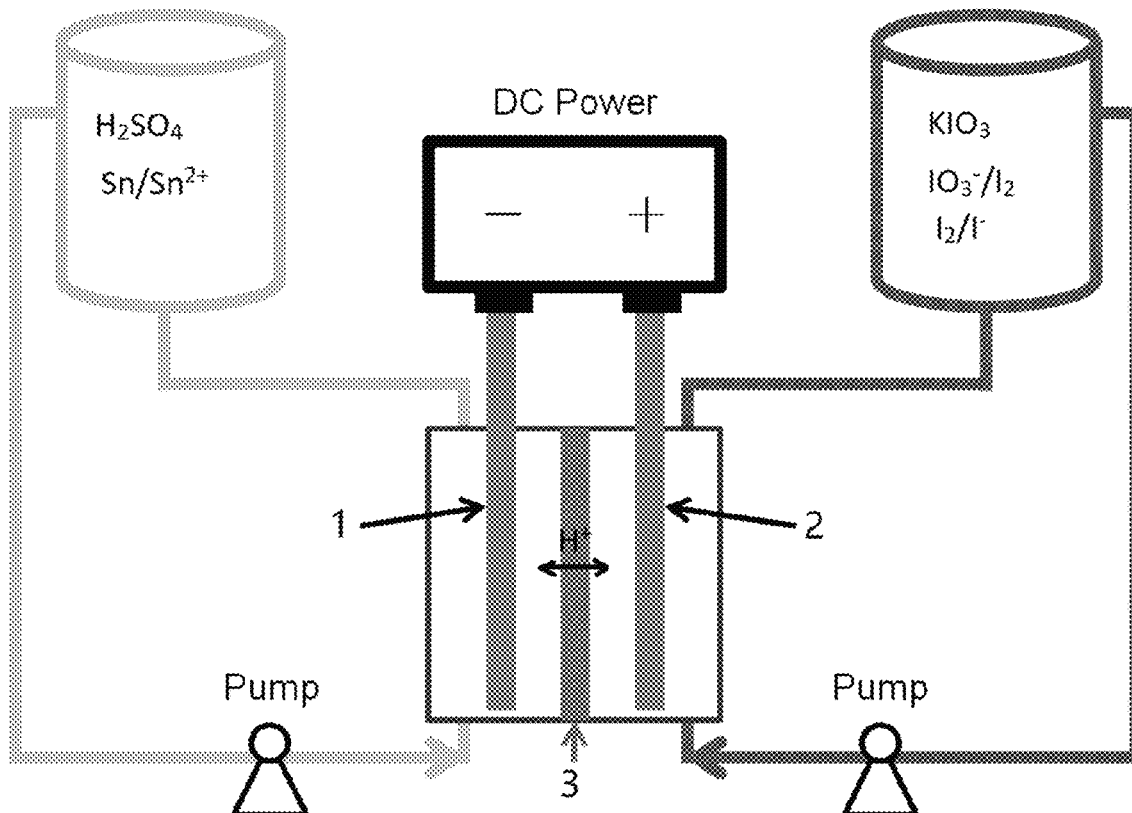 H₂SO₄
Sn/Sn²⁺
DC Power
− +
KIO₃
IO₃⁻/I₂
I₂/I⁻
1
H⁺
2
Pump
Pump
3